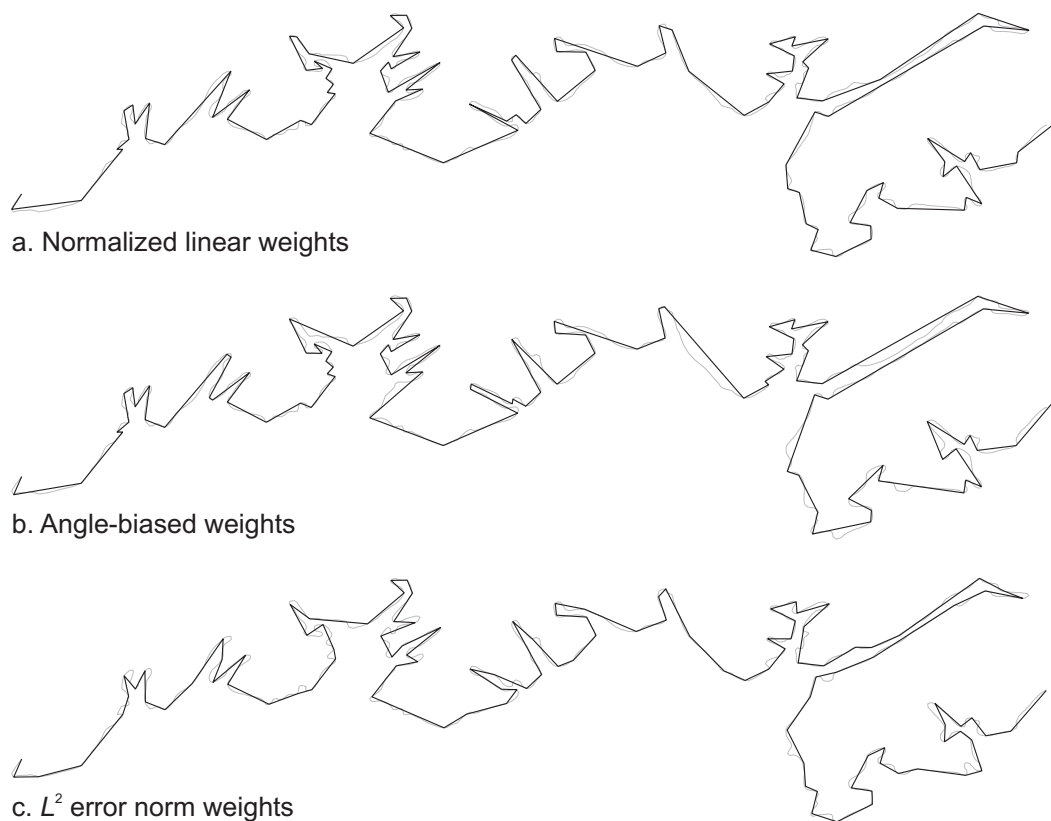 a. Normalized linear weights
b. Angle-biased weights
c. L² error norm weights